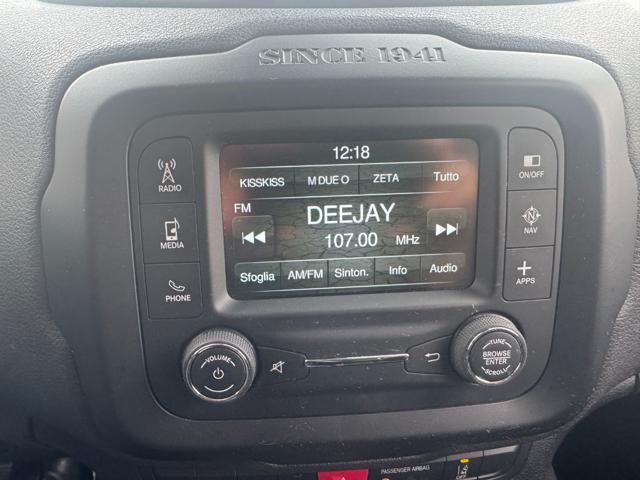 SINCE 1941
12:18
KISSKISS M DUE O ZETA Tutto
FM
DEEJAY
107.00 MHz
Sfoglia AM/FM Sinton. Info Audio
RADIO
MEDIA
PHONE
ON/OFF
N
NAV
APPS
VOLUME
TUNE
BROWSE
ENTER
SCROLL
PASSENGER AIRBAG